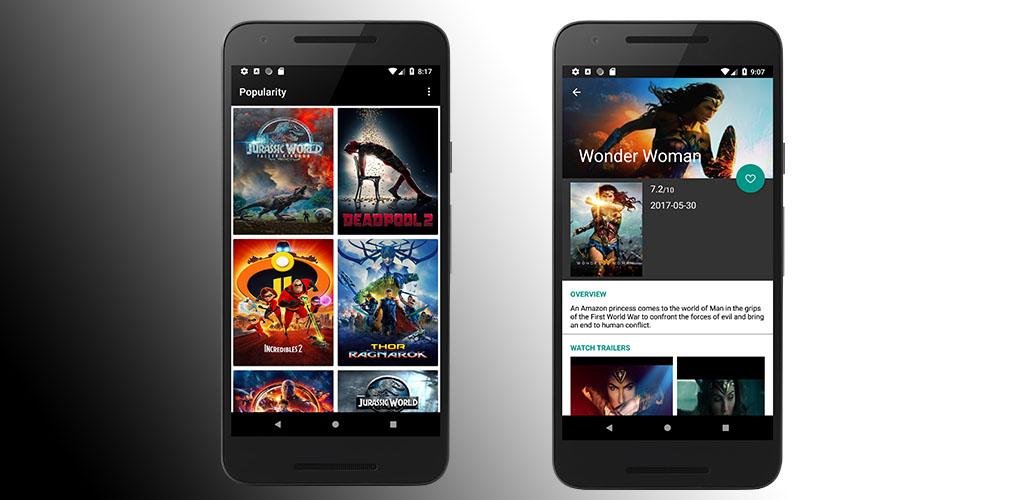 8:17
Popularity
JURASSIC WORLD
FALLEN KINGDOM
DEADPOOL 2
INCREDIBLES 2
THOR
RAGNAROK
JURASSIC WORLD
9:07
Wonder Woman
7.2/10
2017-05-30
WONDER WOMAN
OVERVIEW
An Amazon princess comes to the world of Man in the grips
of the First World War to confront the forces of evil and bring
an end to human conflict.
WATCH TRAILERS